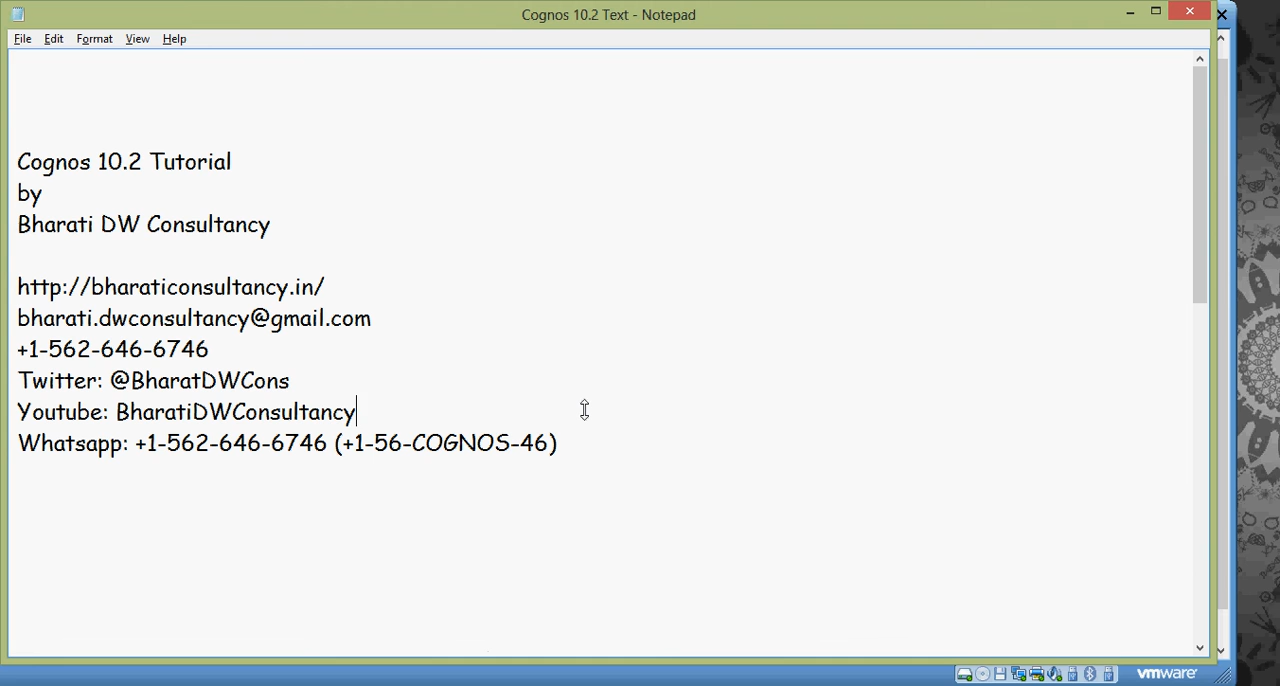 Cognos 10.2 Text - Notepad
File Edit Format View Help
Cognos 10.2 Tutorial
by
Bharati DW Consultancy
http://bharaticonsultancy.in/
bharati.dwconsultancy@gmail.com
+1-562-646-6746
Twitter: @BharatDWCons
Youtube: BharatiDWConsultancy
Whatsapp: +1-562-646-6746 (+1-56-COGNOS-46)
vmware